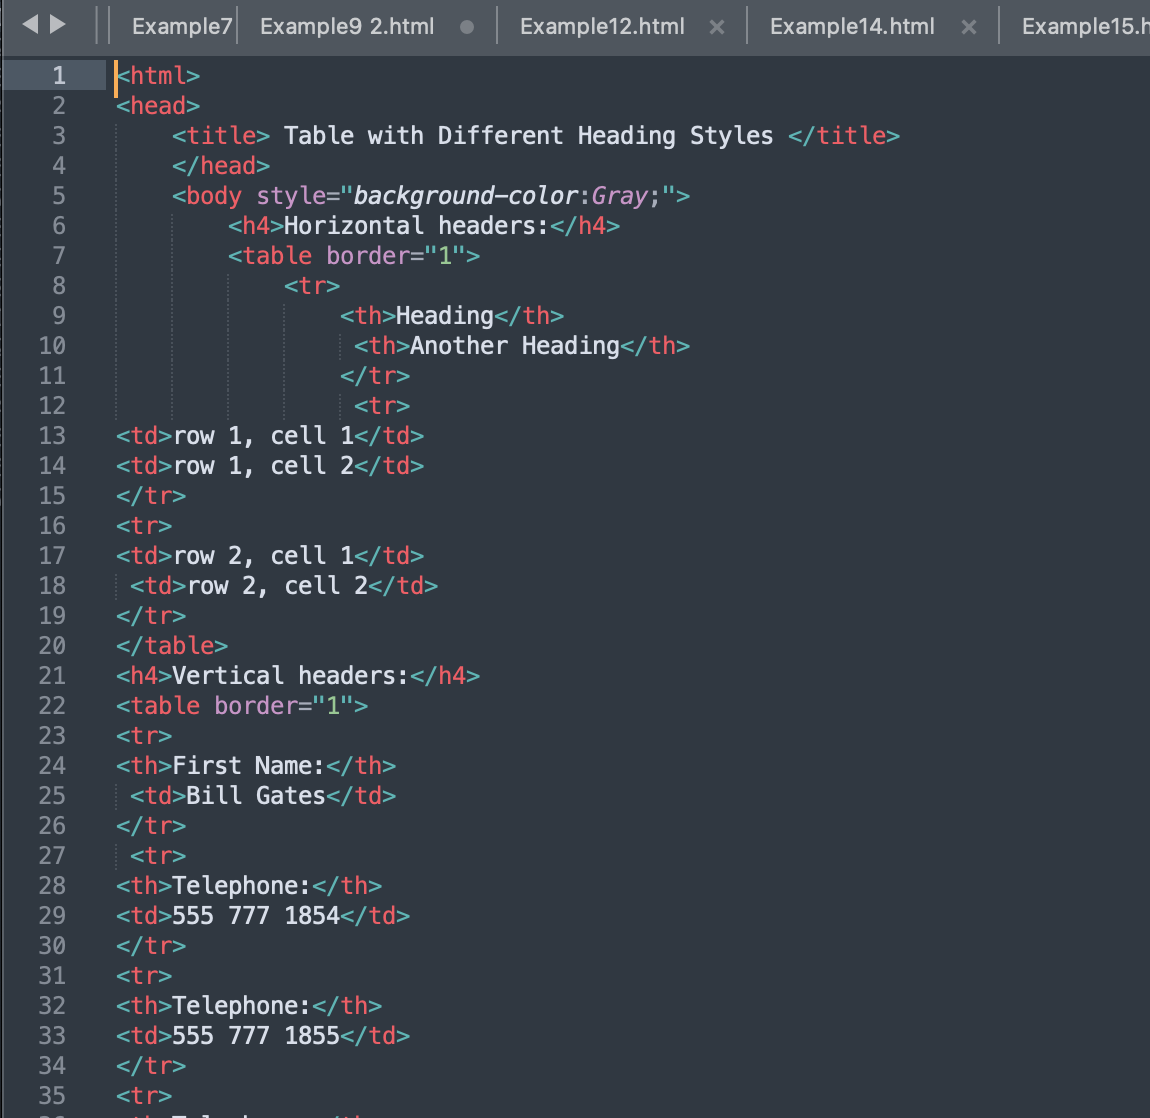 Example7 Example9 2.html Example12.html Example14.html Example15.h
1 <html>
2 <head>
3 <title> Table with Different Heading Styles </title>
4 </head>
5 <body style="background-color:Gray;">
6 <h4>Horizontal headers:</h4>
7 <table border="1">
8 <tr>
9 <th>Heading</th>
10 <th>Another Heading</th>
11 </tr>
12 <tr>
13 <td>row 1, cell 1</td>
14 <td>row 1, cell 2</td>
15 </tr>
16 <tr>
17 <td>row 2, cell 1</td>
18 <td>row 2, cell 2</td>
19 </tr>
20 </table>
21 <h4>Vertical headers:</h4>
22 <table border="1">
23 <tr>
24 <th>First Name:</th>
25 <td>Bill Gates</td>
26 </tr>
27 <tr>
28 <th>Telephone:</th>
29 <td>555 777 1854</td>
30 </tr>
31 <tr>
32 <th>Telephone:</th>
33 <td>555 777 1855</td>
34 </tr>
35 <tr>